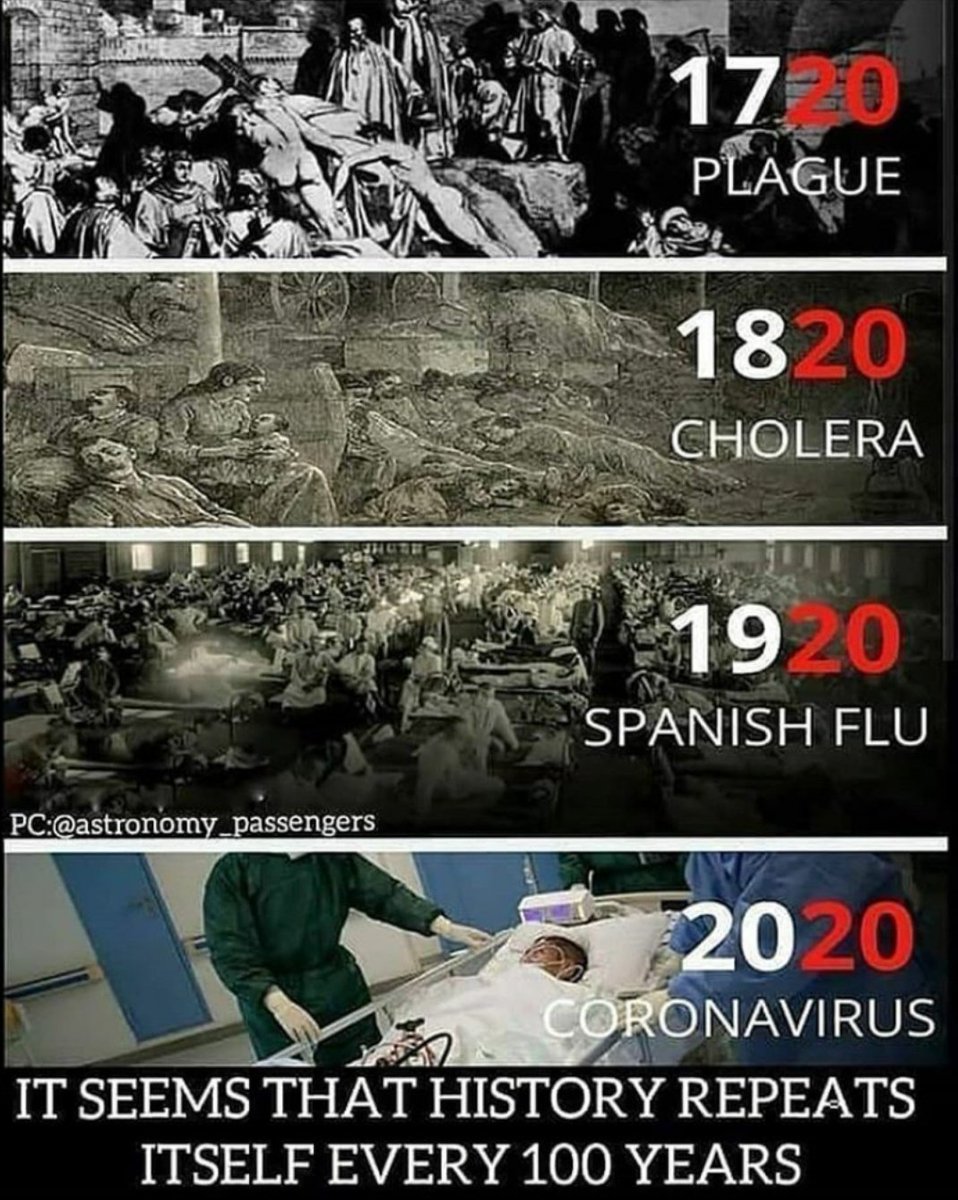 1720
PLAGUE
1820
CHOLERA
1920
SPANISH FLU
PC:@astronomy_passengers
2020
CORONAVIRUS
IT SEEMS THAT HISTORY REPEATS
ITSELF EVERY 100 YEARS